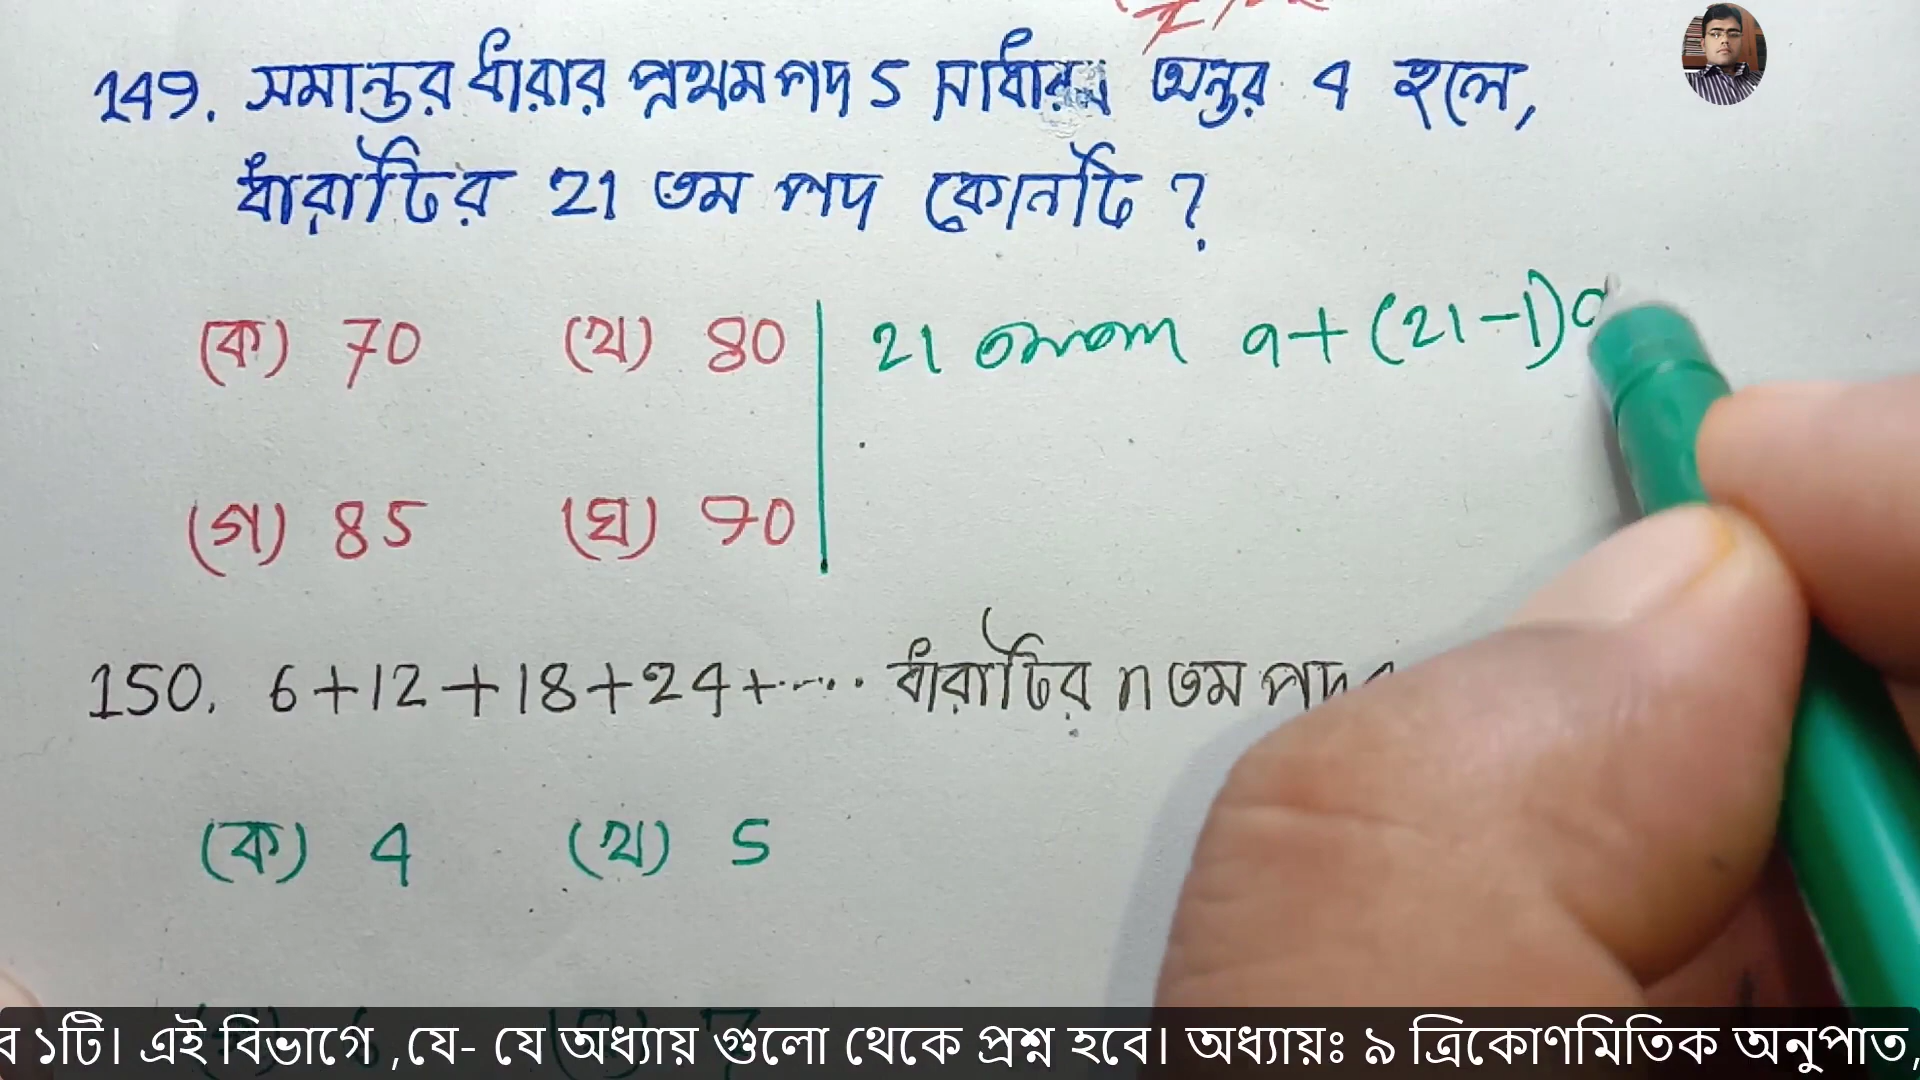 149. সমান্তর ধারার প্রথম পদ 5 সাধারন অন্তর 4 হলে,
ধারাটির 21 তম পদ কোনটি ?
(ক) 70 (খ) 80
21 তম পদ a + (21-1)d
(গ) 85 (ঘ) 90
150. 6+12+18+24+..... ধারাটির n তম পদ
(ক) 4 (খ) 5
র ১টি। এই বিভাগে ,যে- যে অধ্যায় গুলো থেকে প্রশ্ন হবে। অধ্যায়ঃ ৯ ত্রিকোণমিতিক অনুপাত,